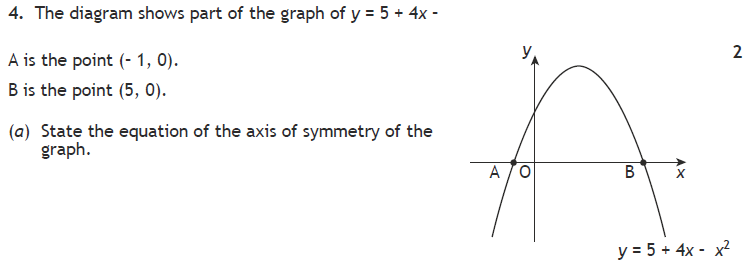 4. The diagram shows part of the graph of y = 5 + 4x -
2
A is the point (- 1, 0).
B is the point (5, 0).
(a) State the equation of the axis of symmetry of the
graph.
y
A O B x
y = 5 + 4x - x²